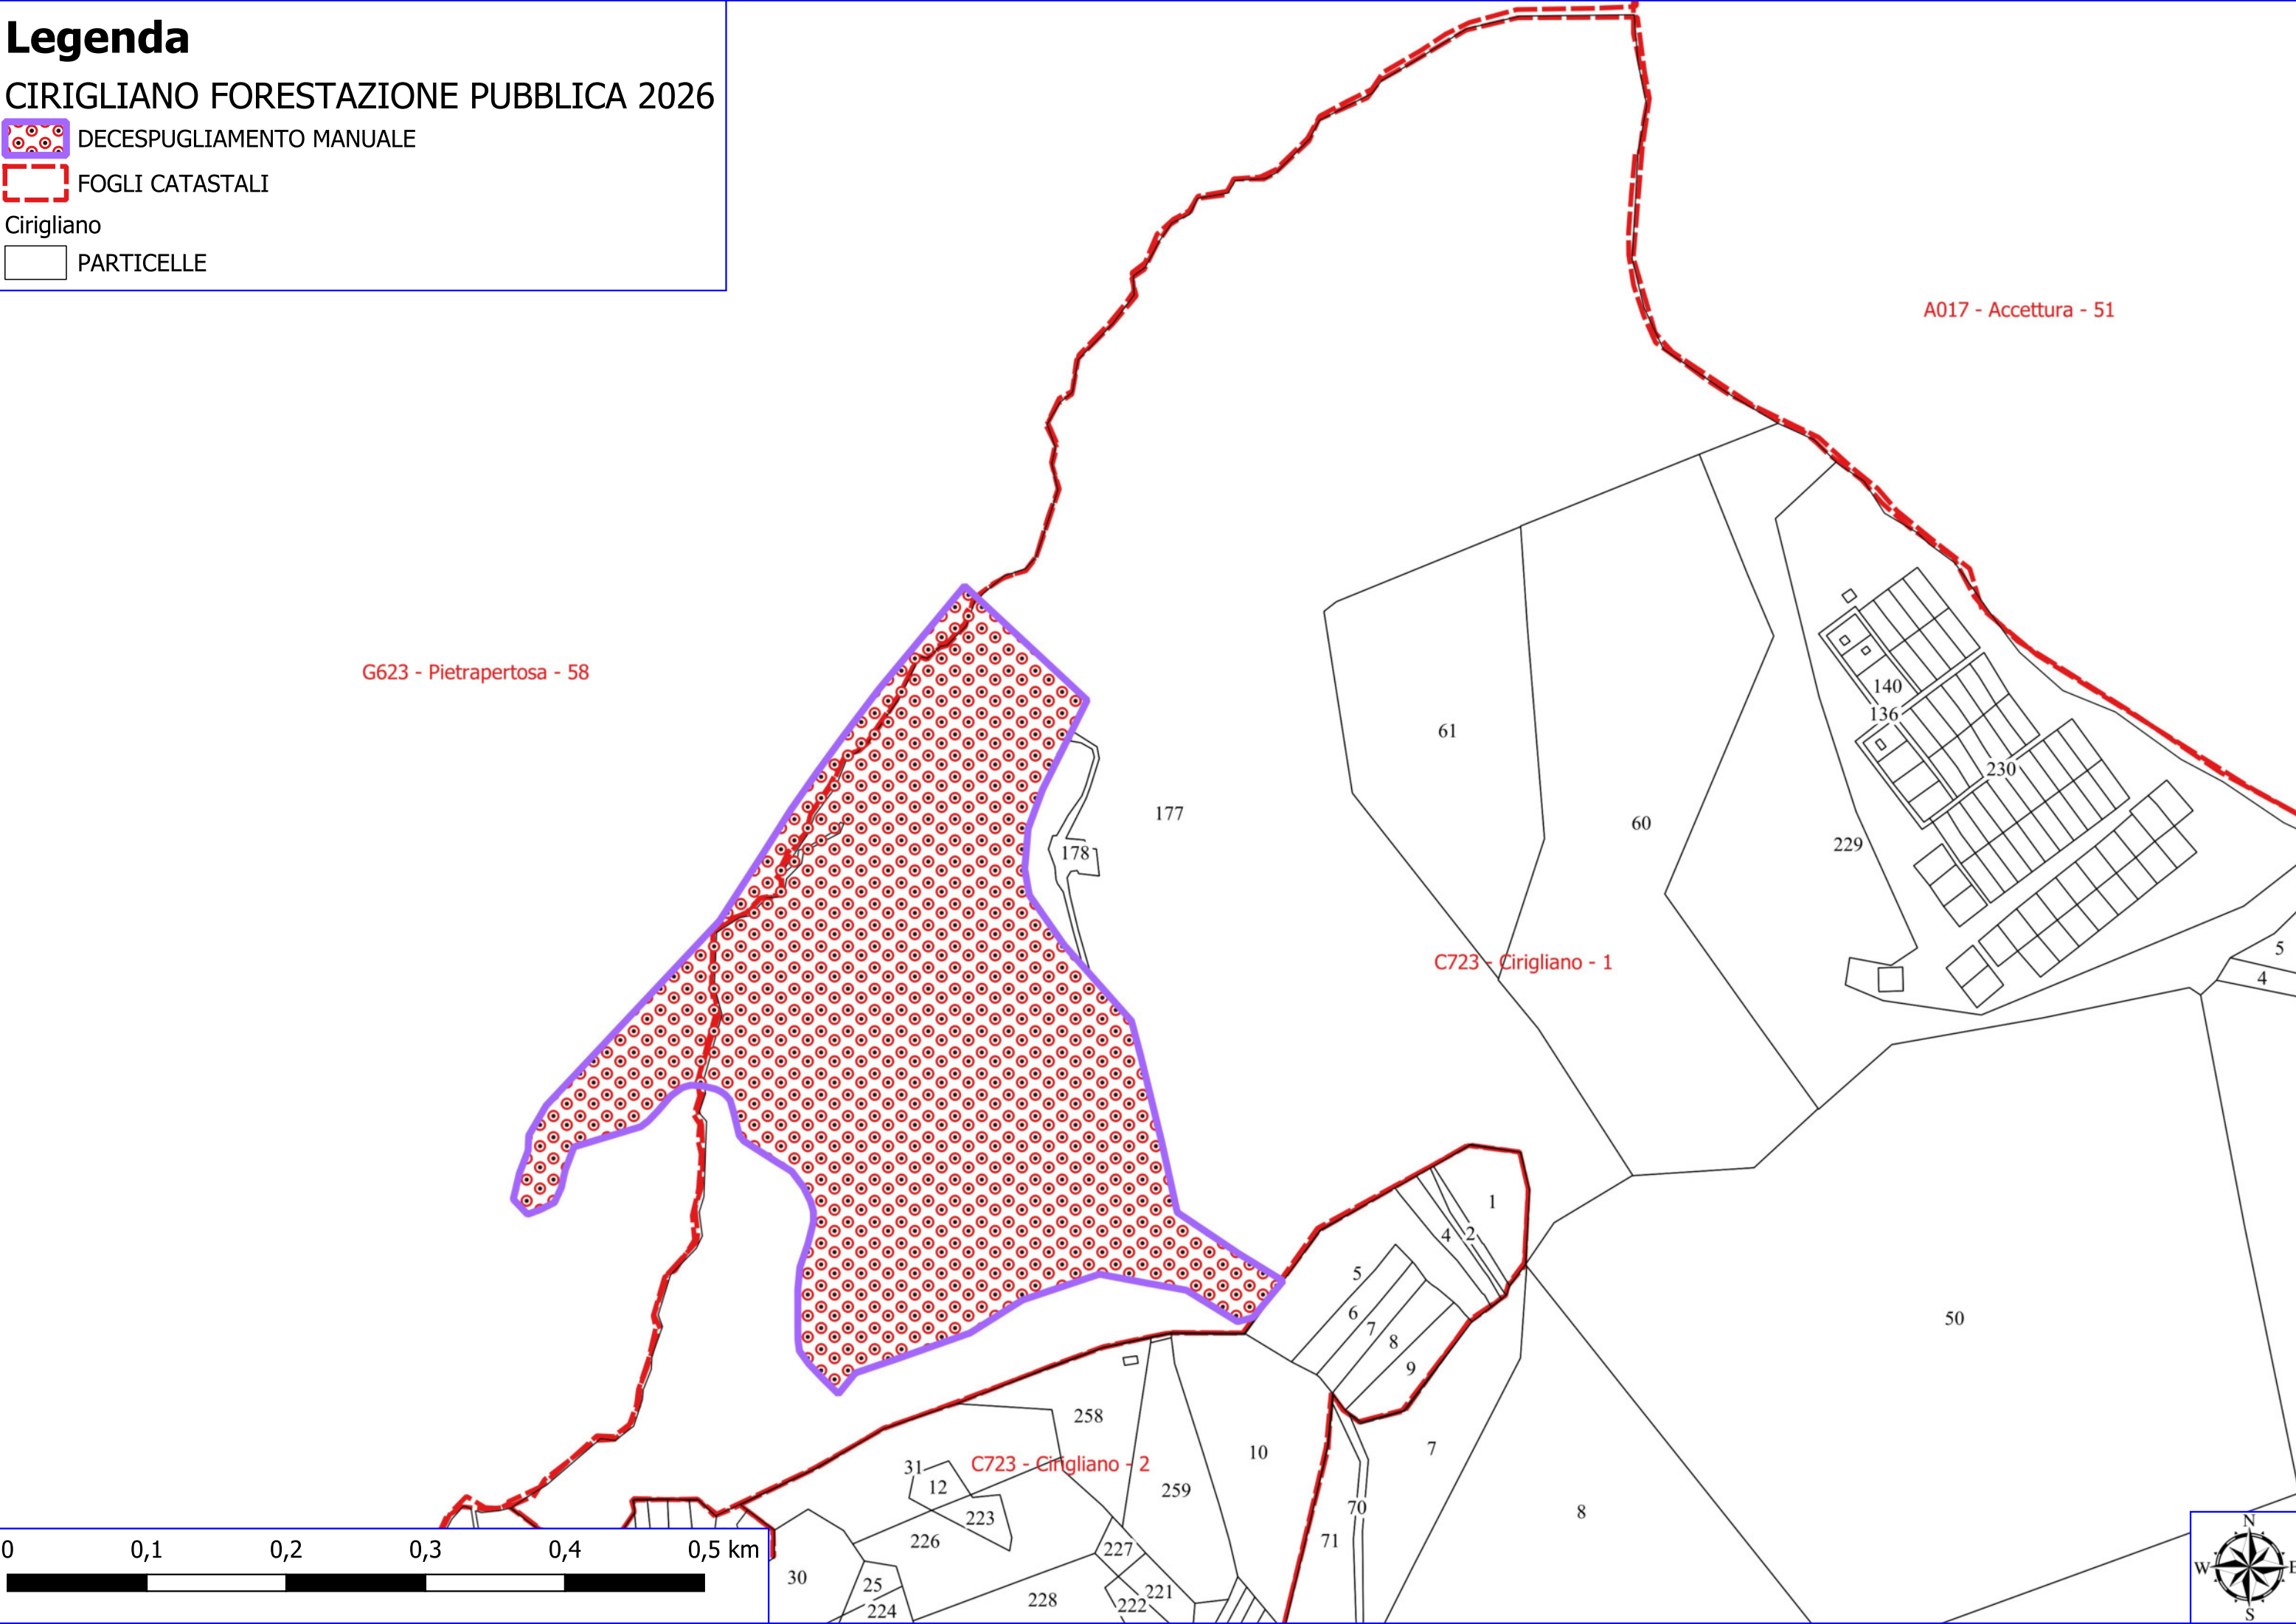 Legenda
CIRIGLIANO FORESTAZIONE PUBBLICA 2026
DECESPUGLIAMENTO MANUALE
FOGLI CATASTALI
Cirigliano
PARTICELLE
A017 - Accettura - 51
G623 - Pietrapertosa - 58
140
136
61
230
177
60
229
178
C723 - Cirigliano - 1
5
4
1
4
2
5
6
7
8
9
50
258
7
10
31
C723 - Cirigliano - 2
12
259
223
70
8
226
71
227
30
25
221
228
222
224
0
0,1
0,2
0,3
0,4
0,5 km
N
W
E
S